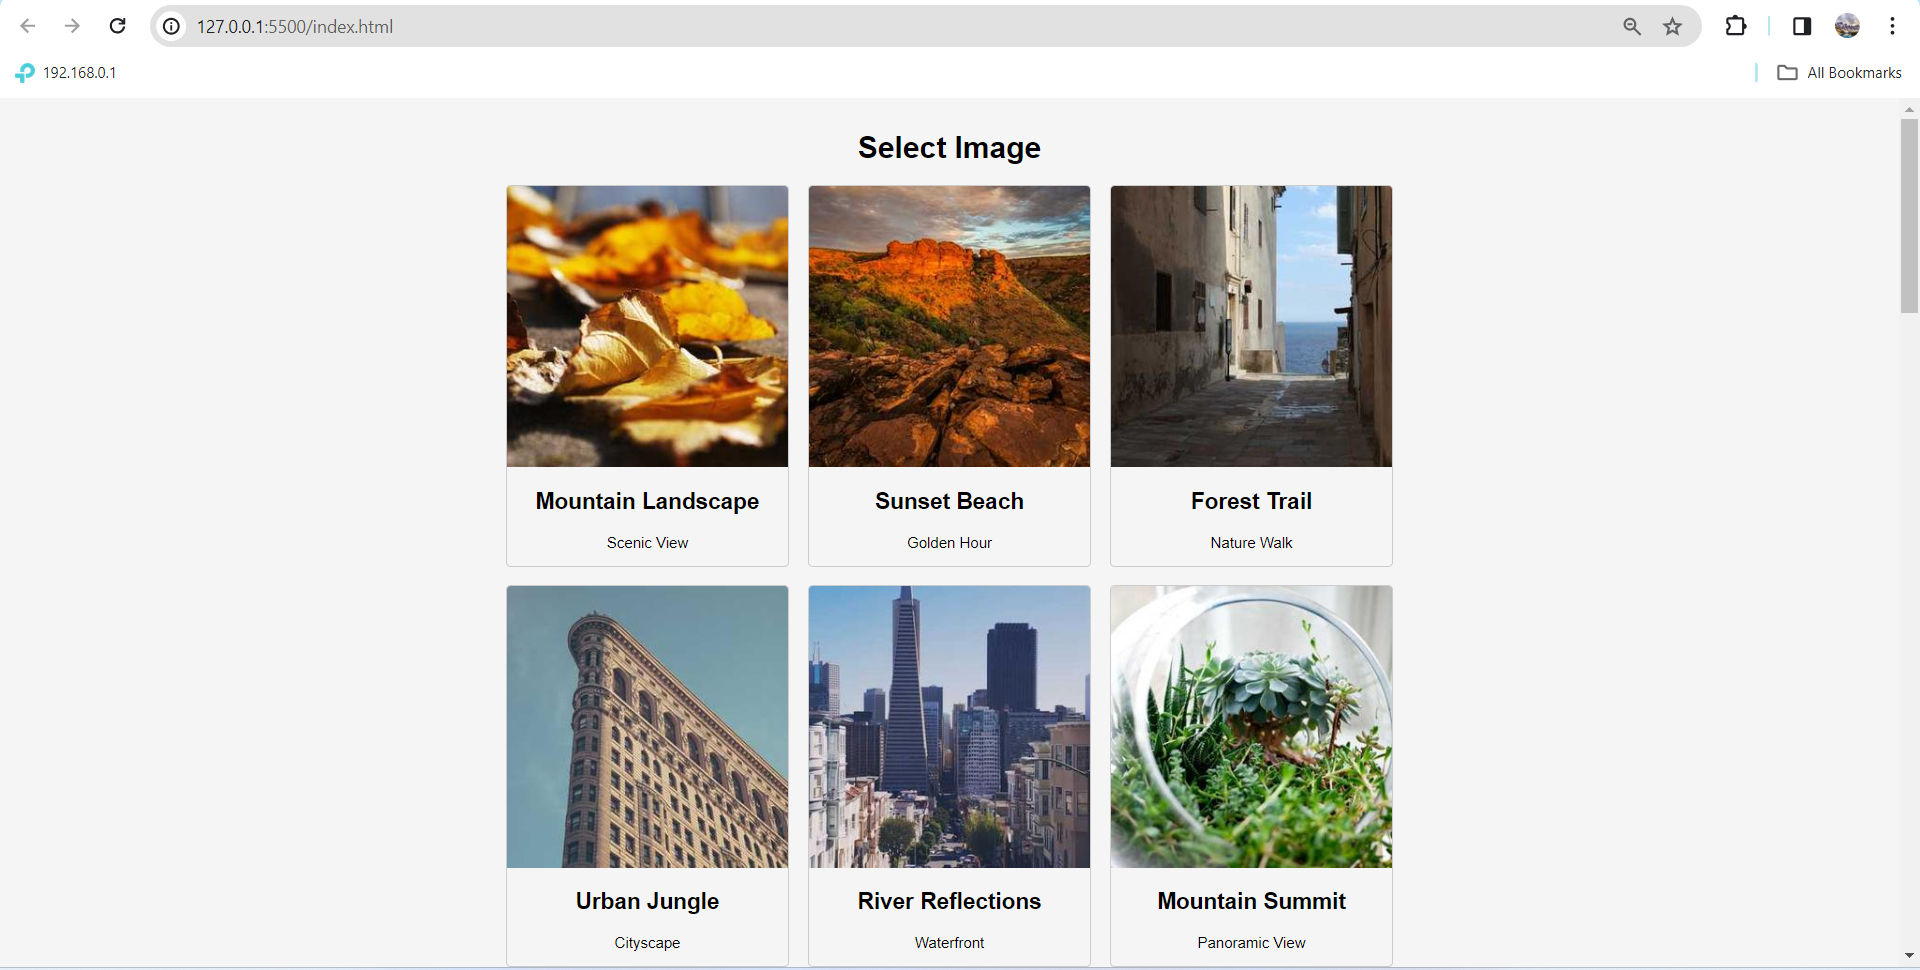 127.0.0.1:5500/index.html
192.168.0.1
All Bookmarks
Select Image
Mountain Landscape
Scenic View
Sunset Beach
Golden Hour
Forest Trail
Nature Walk
Urban Jungle
Cityscape
River Reflections
Waterfront
Mountain Summit
Panoramic View